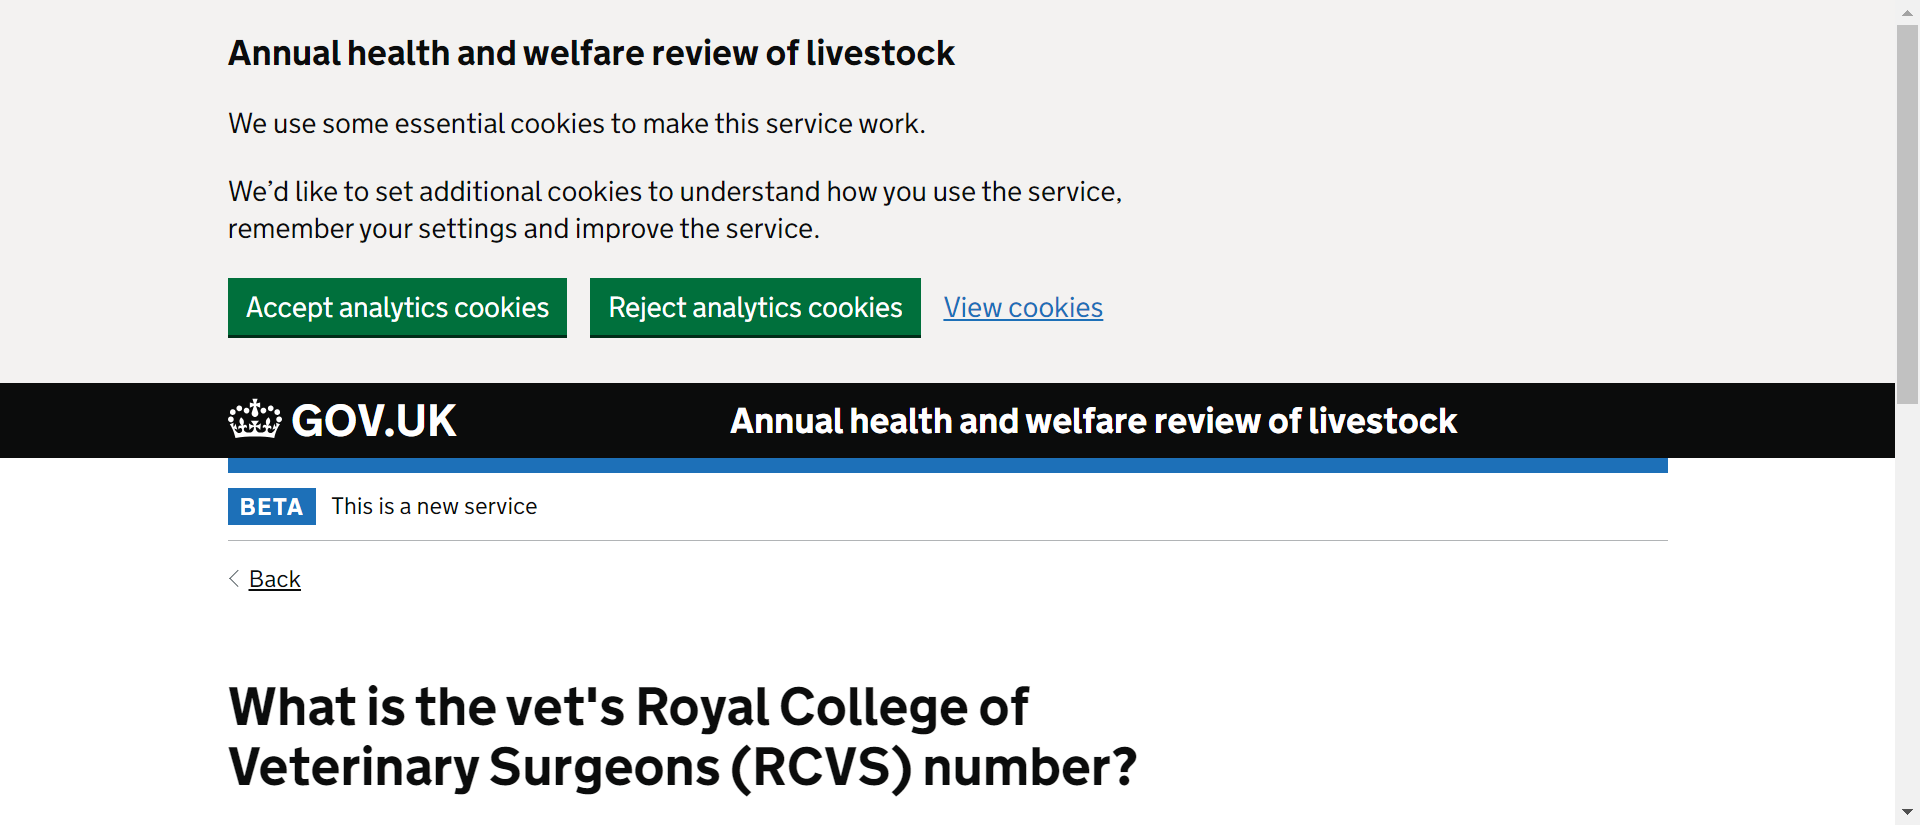 Annual health and welfare review of livestock
We use some essential cookies to make this service work.
We’d like to set additional cookies to understand how you use the service,
remember your settings and improve the service.
Accept analytics cookies
Reject analytics cookies
View cookies
GOV.UK
Annual health and welfare review of livestock
BETA
This is a new service
Back
What is the vet's Royal College of
Veterinary Surgeons (RCVS) number?